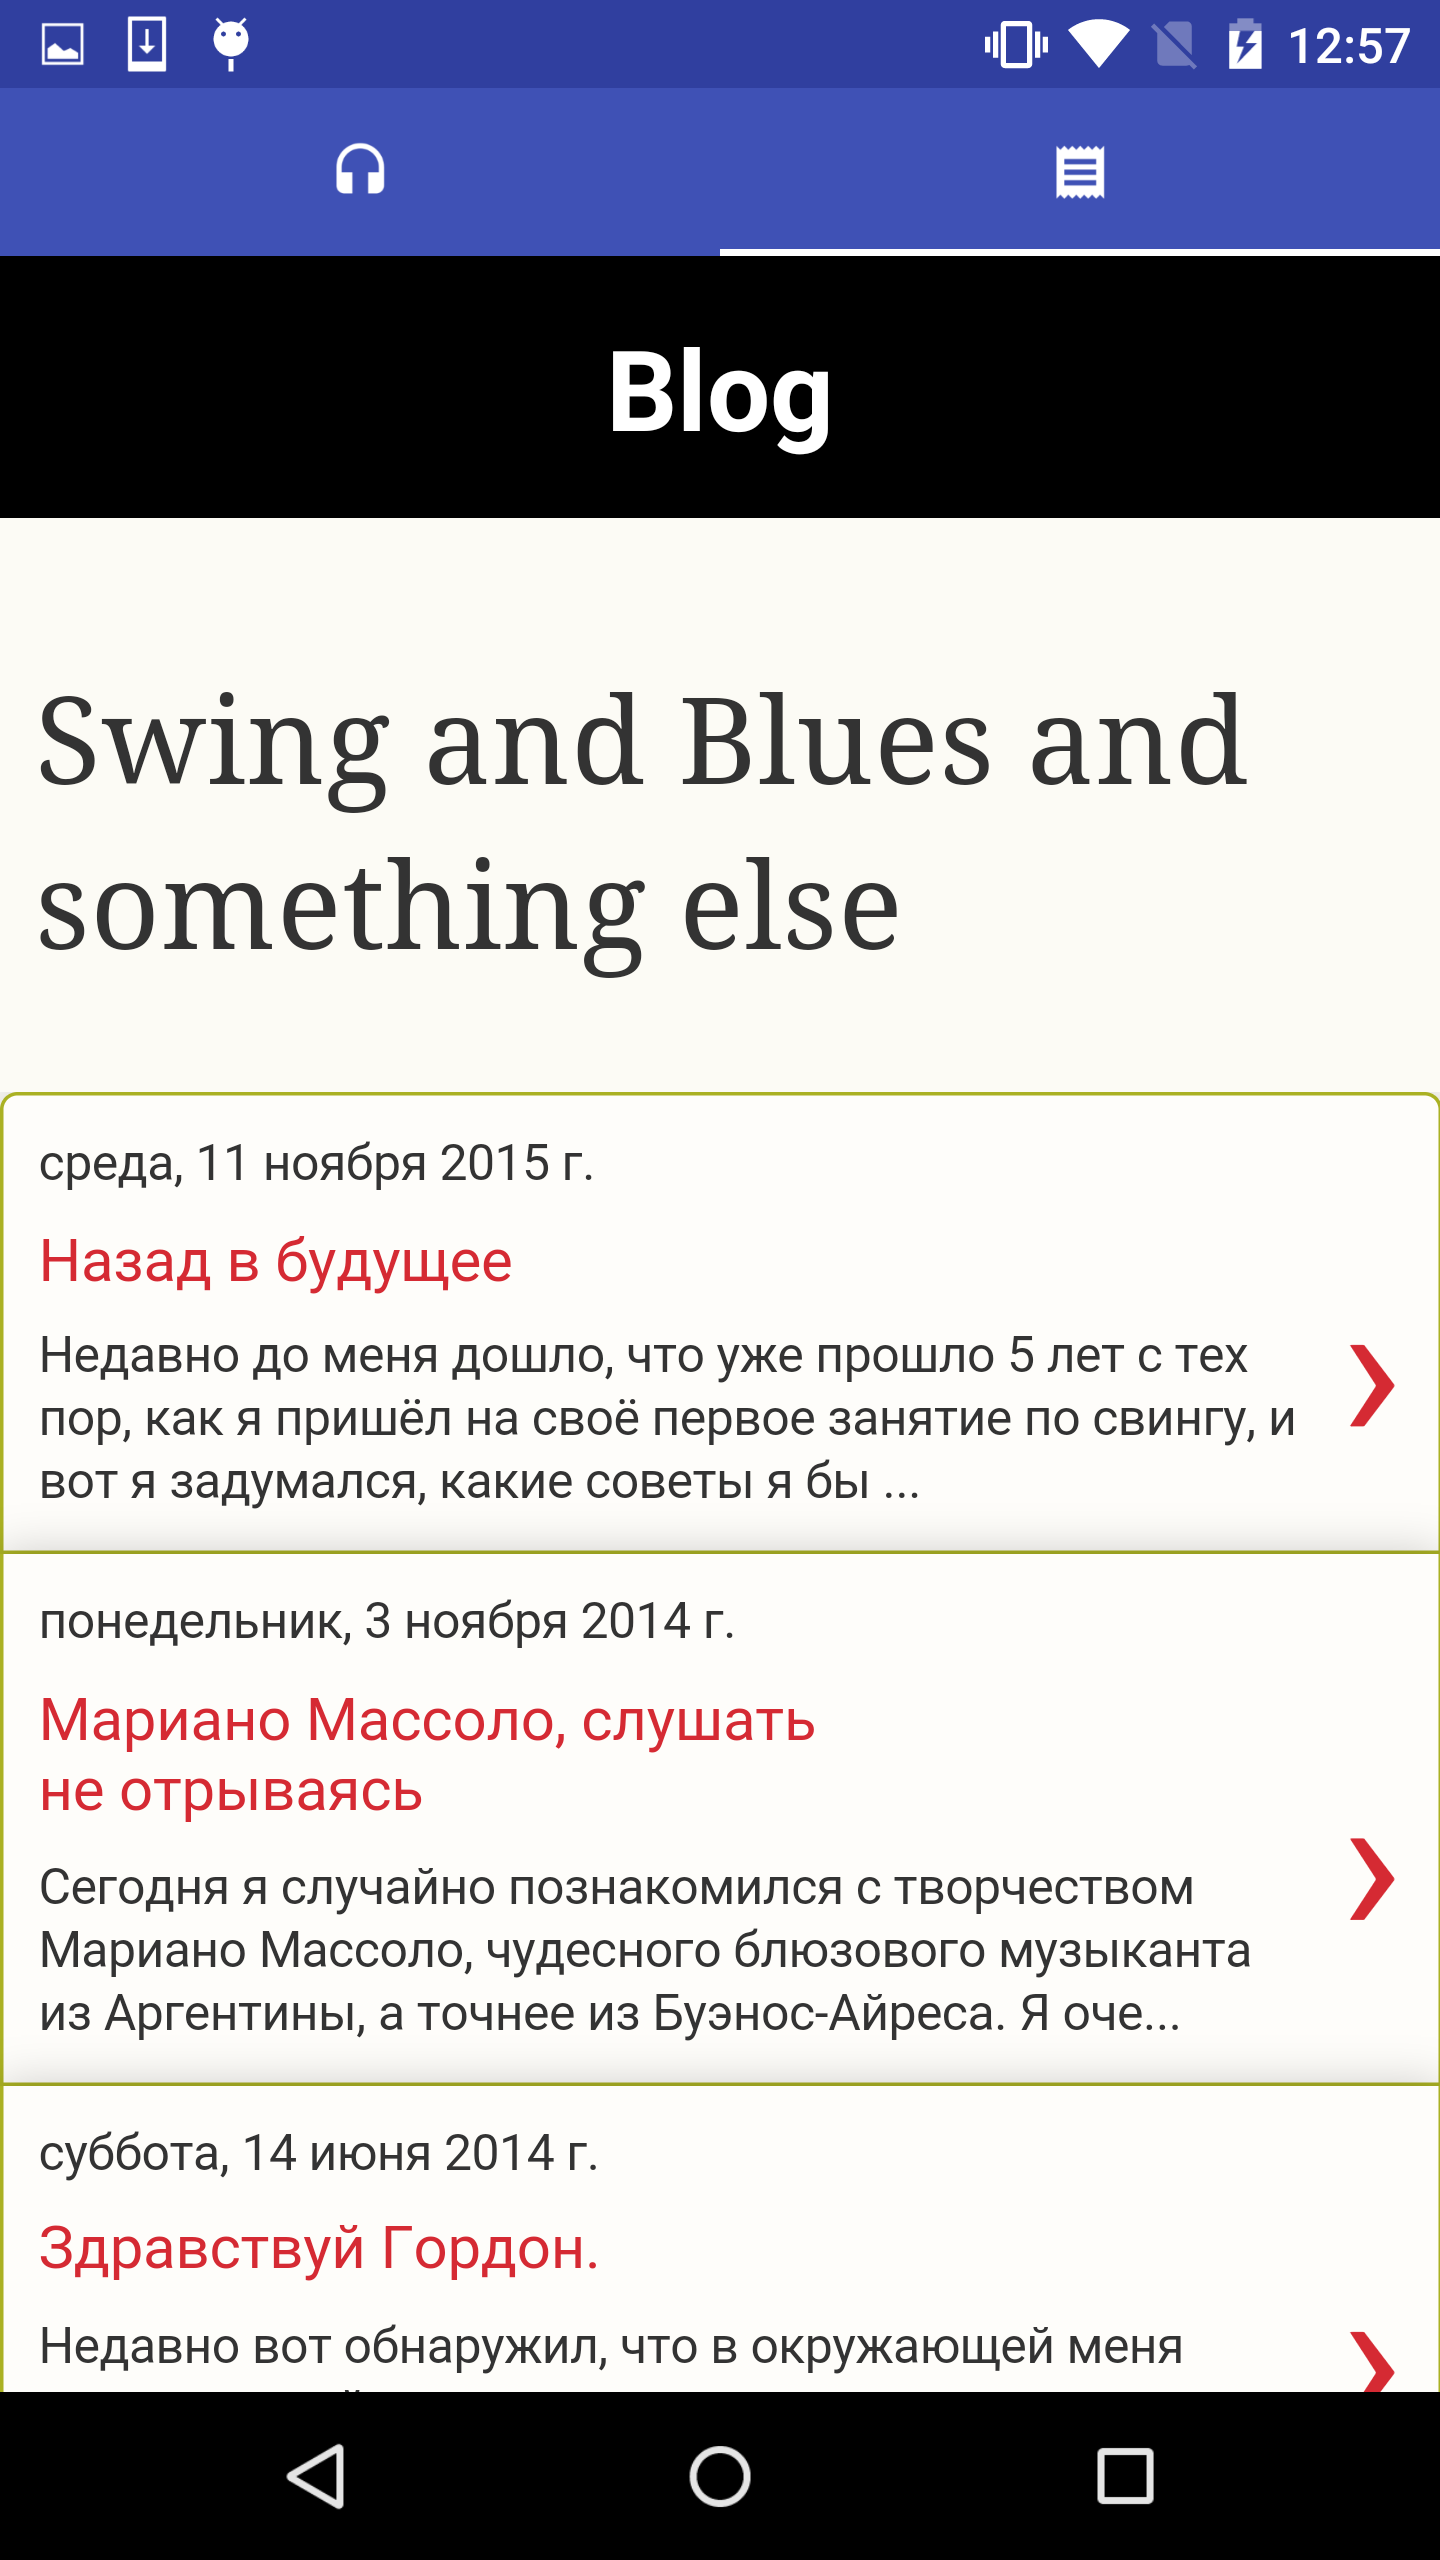 12:57
Blog
Swing and Blues and
something else
среда, 11 ноября 2015 г.
Назад в будущее
Недавно до меня дошло, что уже прошло 5 лет с тех
пор, как я пришёл на своё первое занятие по свингу, и
вот я задумался, какие советы я бы ...
понедельник, 3 ноября 2014 г.
Мариано Массоло, слушать
не отрываясь
Сегодня я случайно познакомился с творчеством
Мариано Массоло, чудесного блюзового музыканта
из Аргентины, а точнее из Буэнос-Айреса. Я оче...
суббота, 14 июня 2014 г.
Здравствуй Гордон.
Недавно вот обнаружил, что в окружающей меня